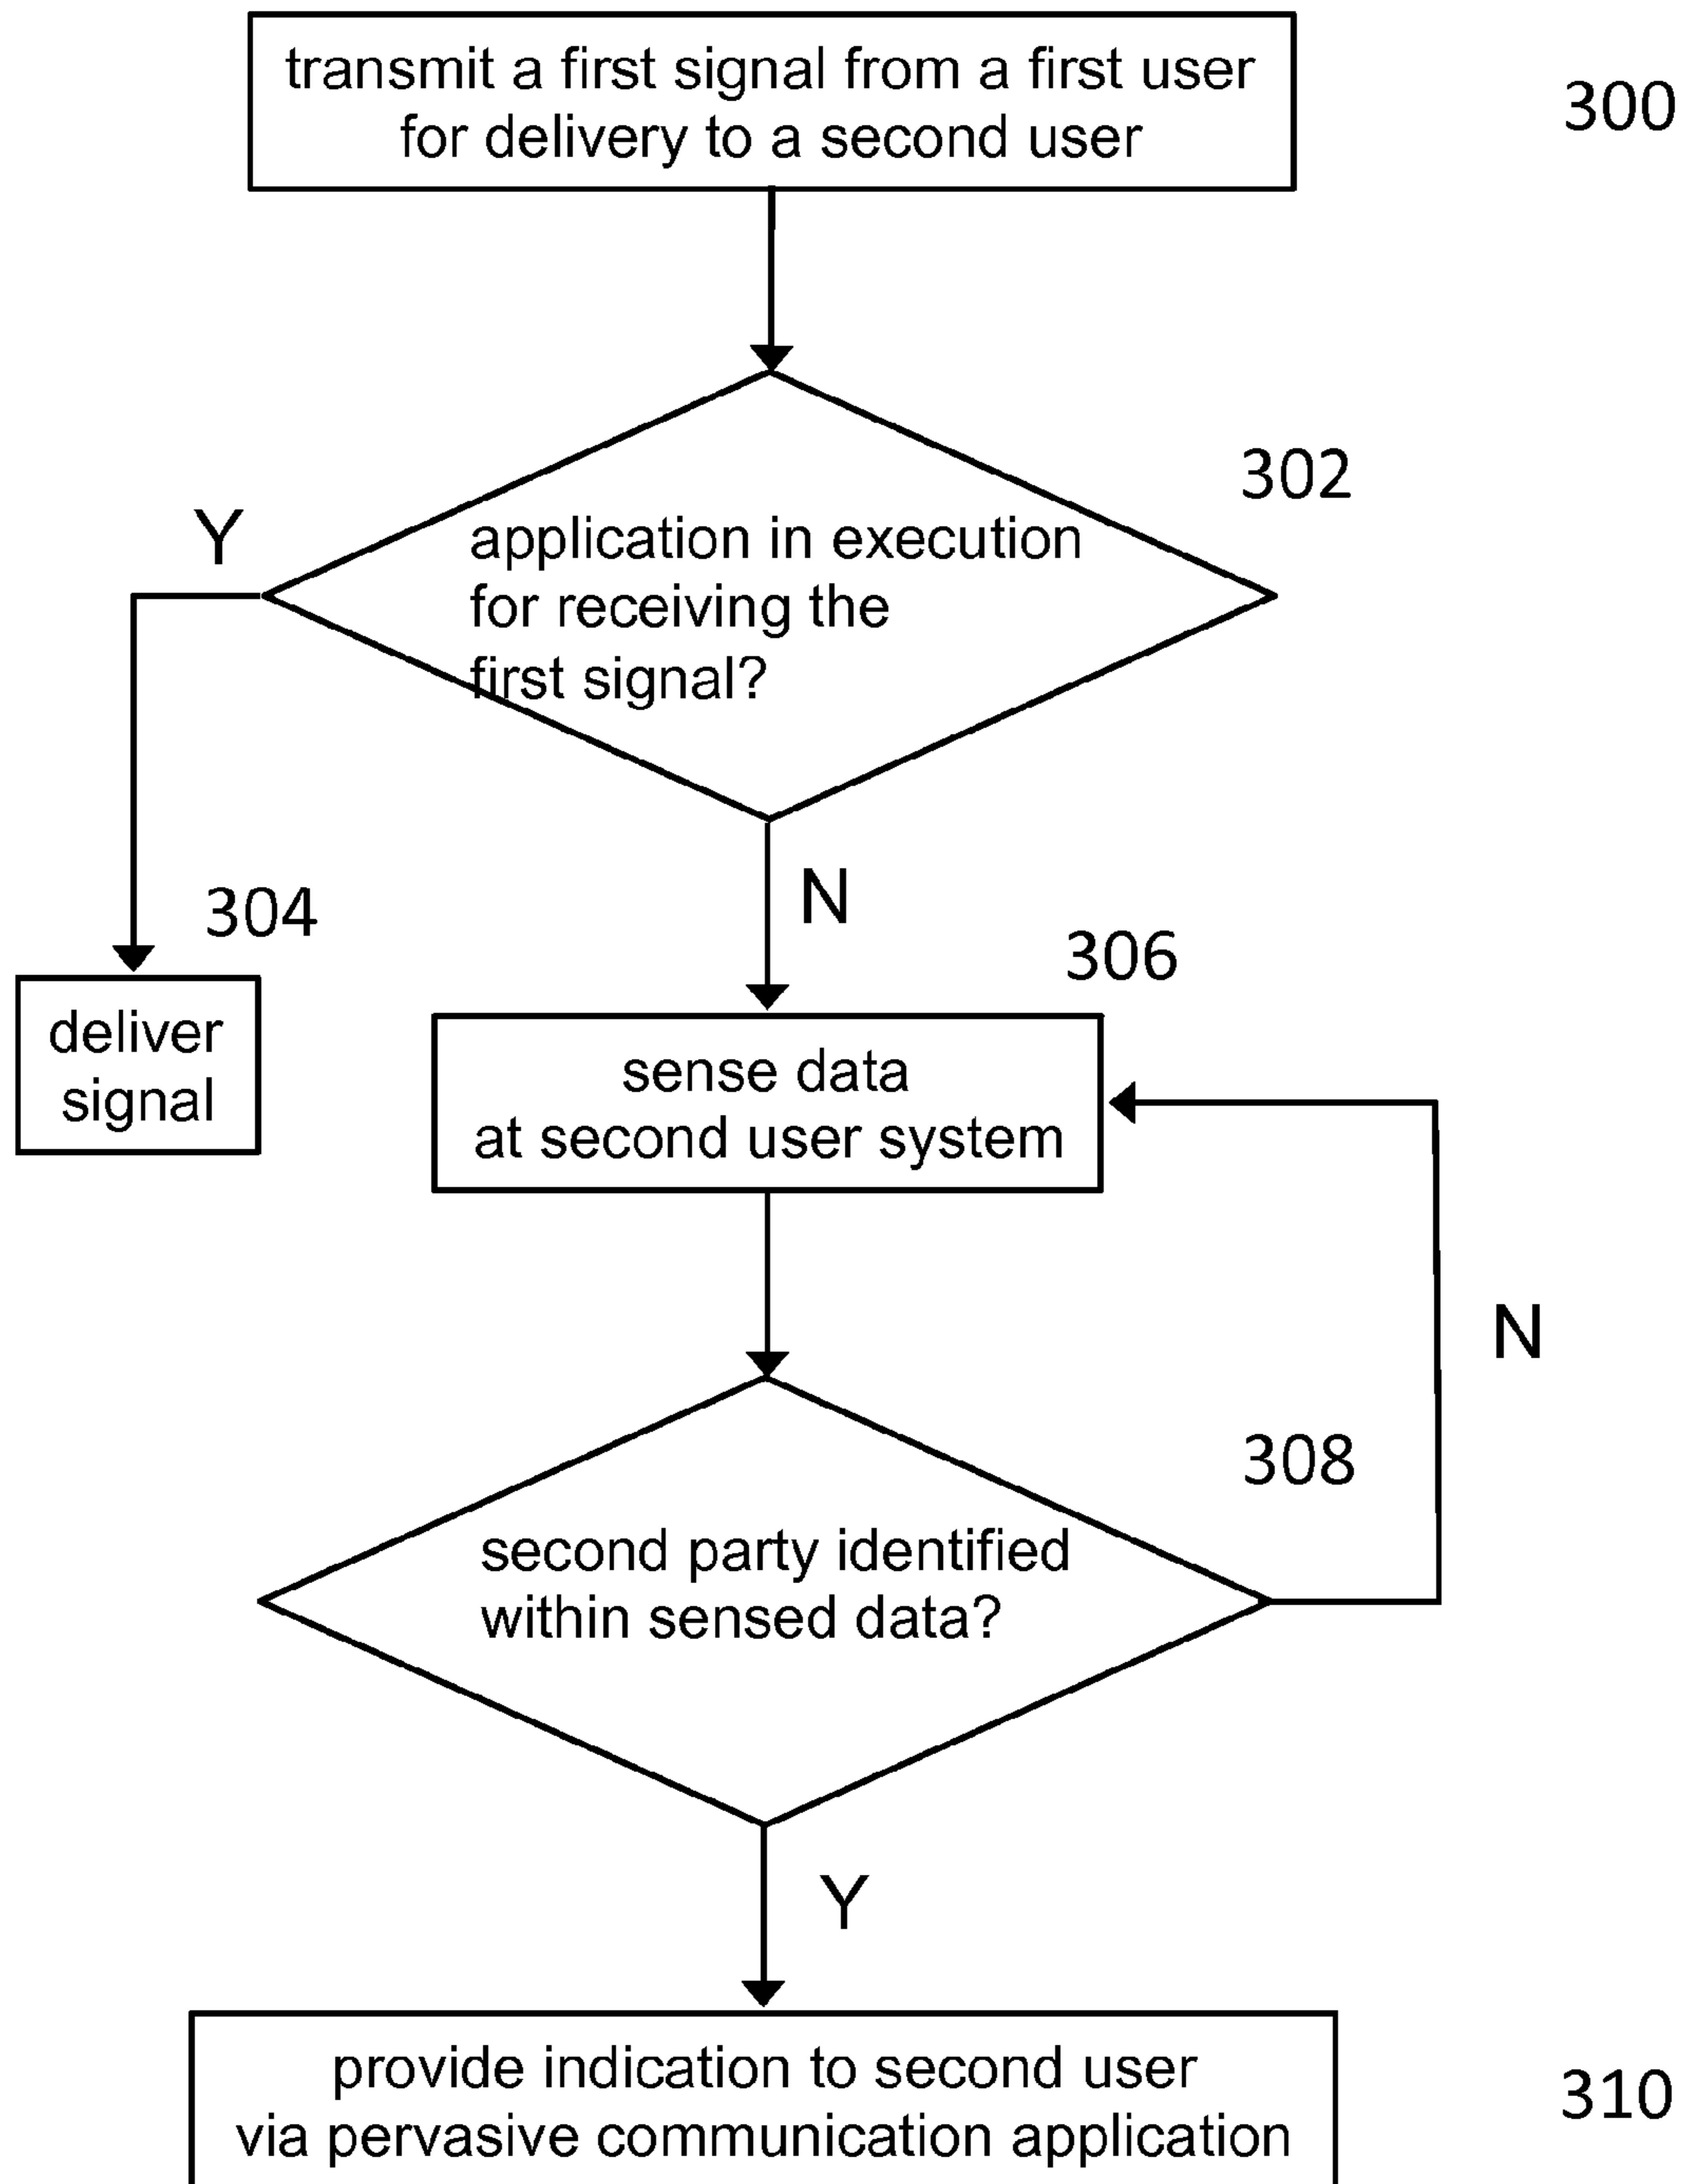 transmit a first signal from a first user
for delivery to a second user
300
302
Y
application in execution
for receiving the
first signal?
N
304
306
deliver
signal
sense data
at second user system
N
308
second party identified
within sensed data?
Y
provide indication to second user
via pervasive communication application
310